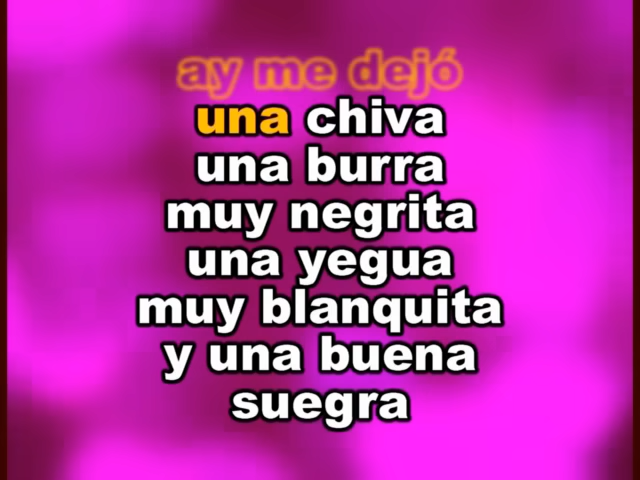 ay me dejó
una chiva
una burra
muy negrita
una yegua
muy blanquita
y una buena
suegra